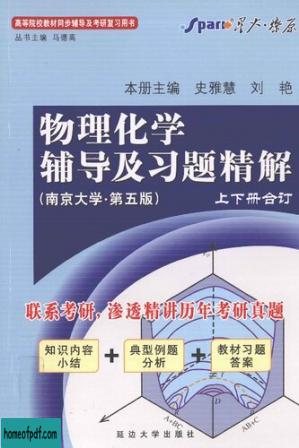 高等院校教材同步辅导及考研复习用书
丛书主编 马德高
Spark® 星火·燎原
本册主编 史雅慧 刘艳
物理化学
辅导及习题精解
(南京大学·第五版) 上下册合订
联系考研,渗透精讲历年考研真题
知识内容
小结
+
典型例题
分析
+
教材习题
答案
A+BC
AB+C
延边大学出版社
homeofpdf.com